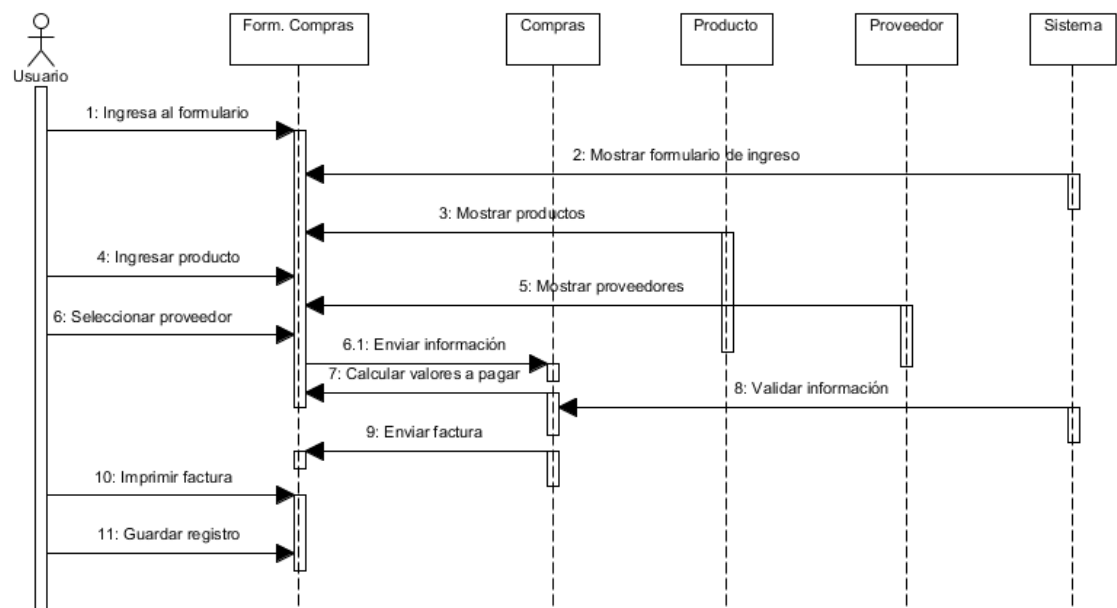 Form. Compras
Compras
Producto
Proveedor
Sistema
Usuario
1: Ingresa al formulario
2: Mostrar formulario de ingreso
3: Mostrar productos
4: Ingresar producto
5: Mostrar proveedores
6: Seleccionar proveedor
6.1: Enviar información
7: Calcular valores a pagar
8: Validar información
9: Enviar factura
10: Imprimir factura
11: Guardar registro